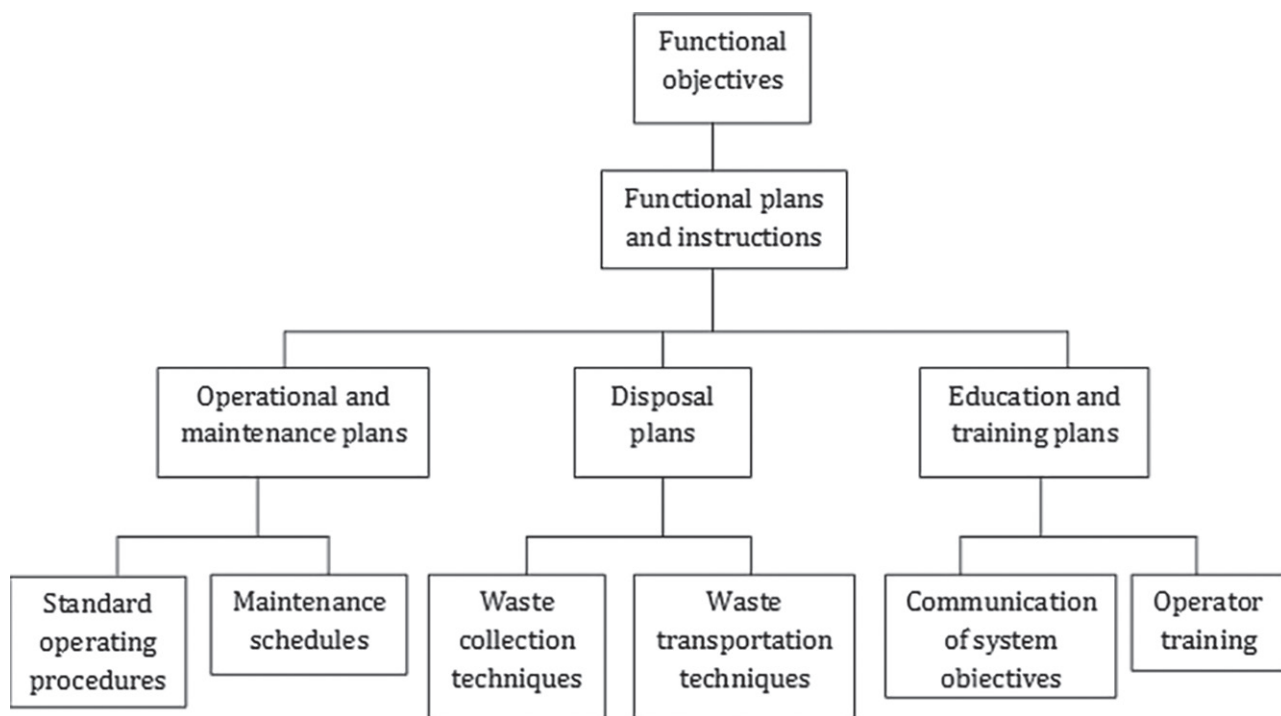 Functional
objectives
Functional plans
and instructions
Operational and
maintenance plans
Disposal
plans
Education and
training plans
Standard
operating
procedures
Maintenance
schedules
Waste
collection
techniques
Waste
transportation
techniques
Communication
of system
obiectives
Operator
training